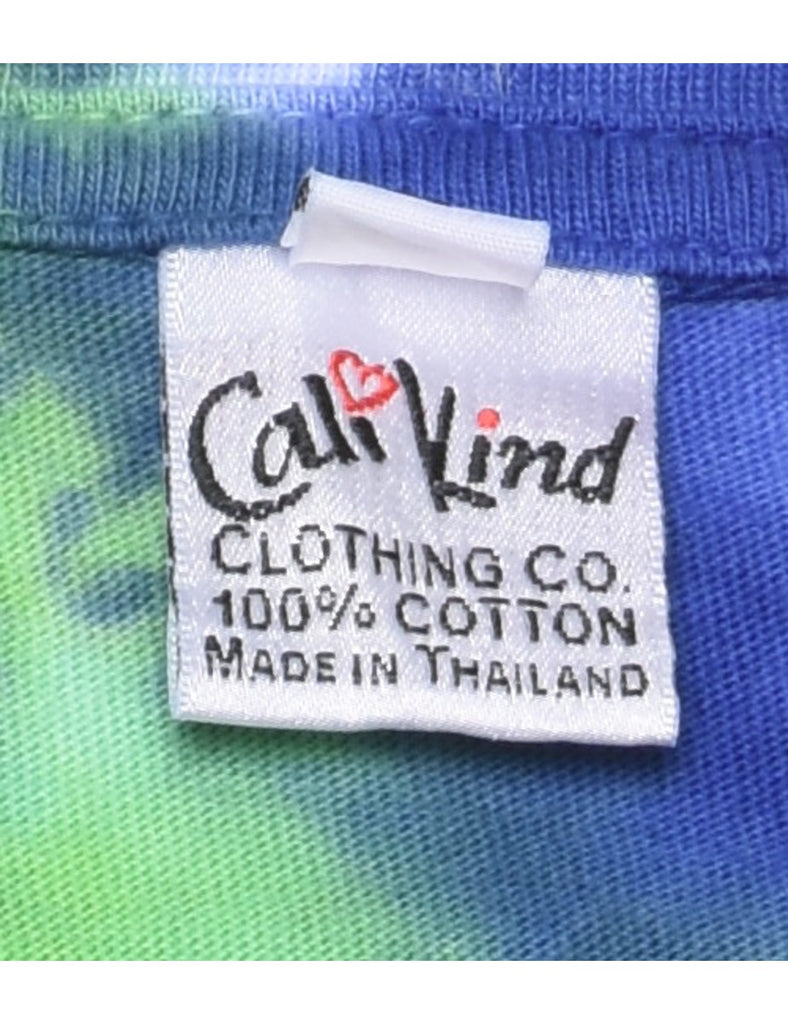 Cali Kind
CLOTHING CO.
100% COTTON
MADE IN THAILAND